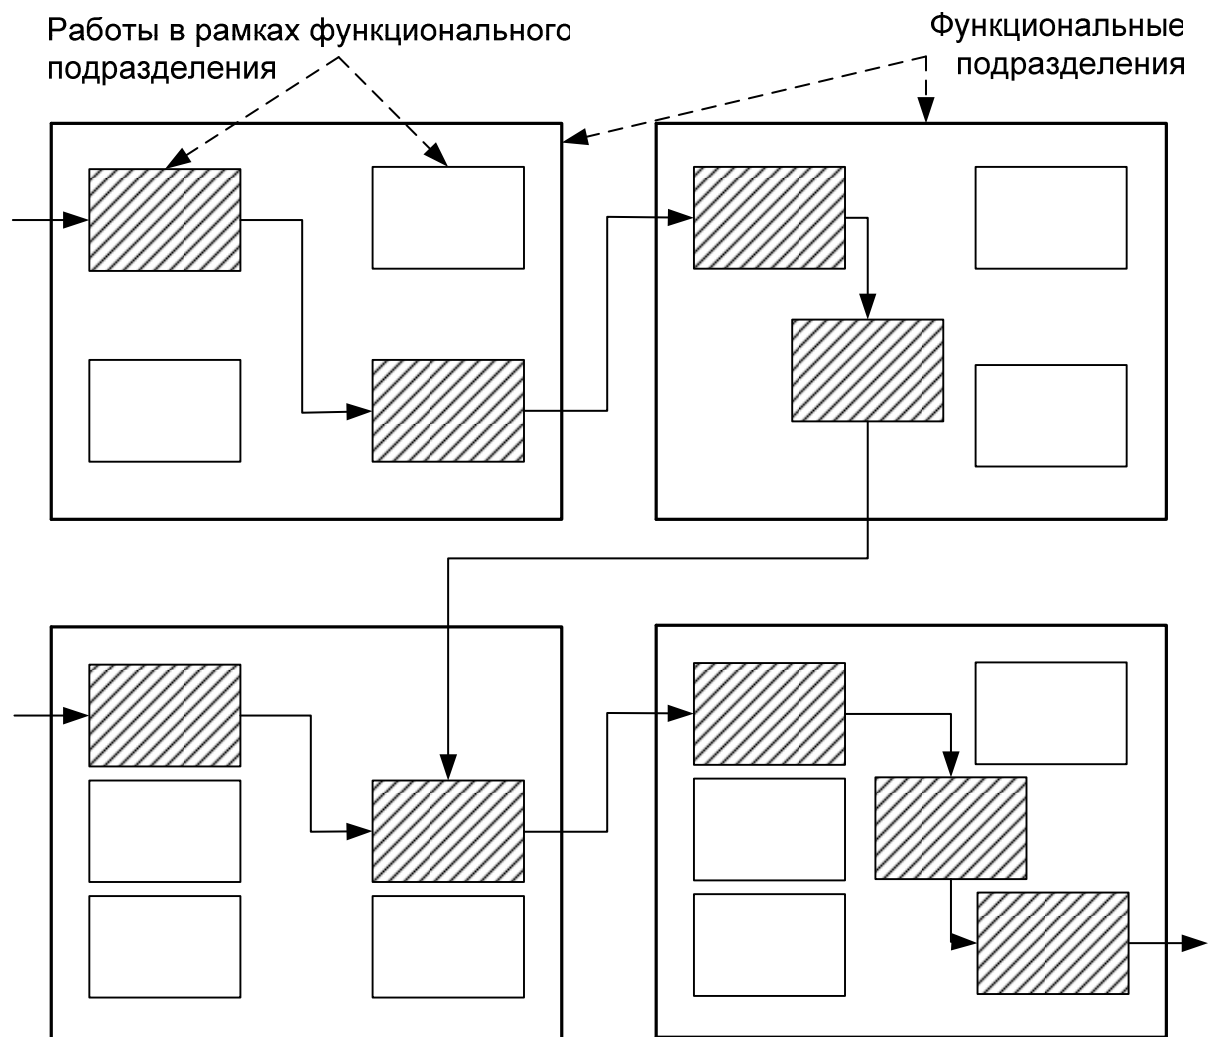 Работы в рамках функционального
подразделения
Функциональные
подразделения